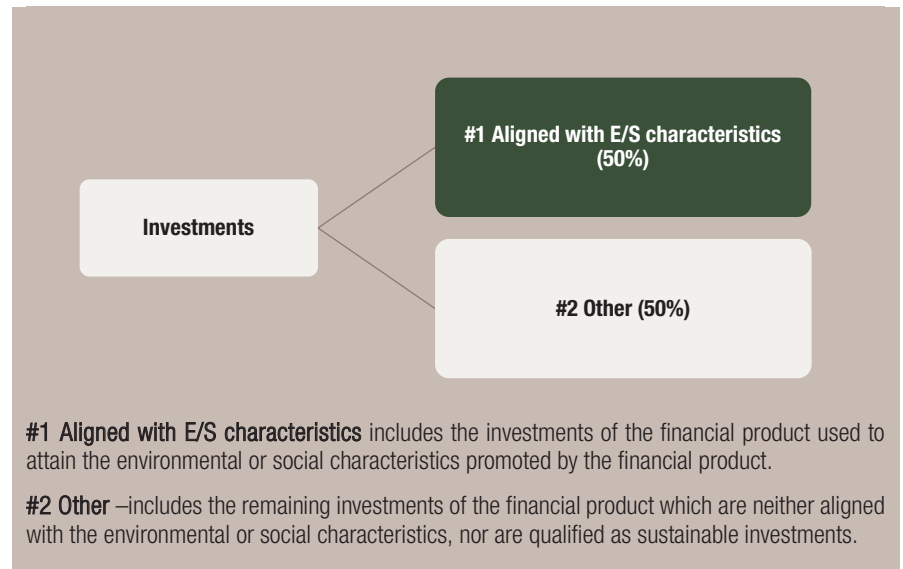 #1 Aligned with E/S characteristics
(50%)
Investments
#2 Other (50%)
#1 Aligned with E/S characteristics includes the investments of the financial product used to
attain the environmental or social characteristics promoted by the financial product.
#2 Other –includes the remaining investments of the financial product which are neither aligned
with the environmental or social characteristics, nor are qualified as sustainable investments.